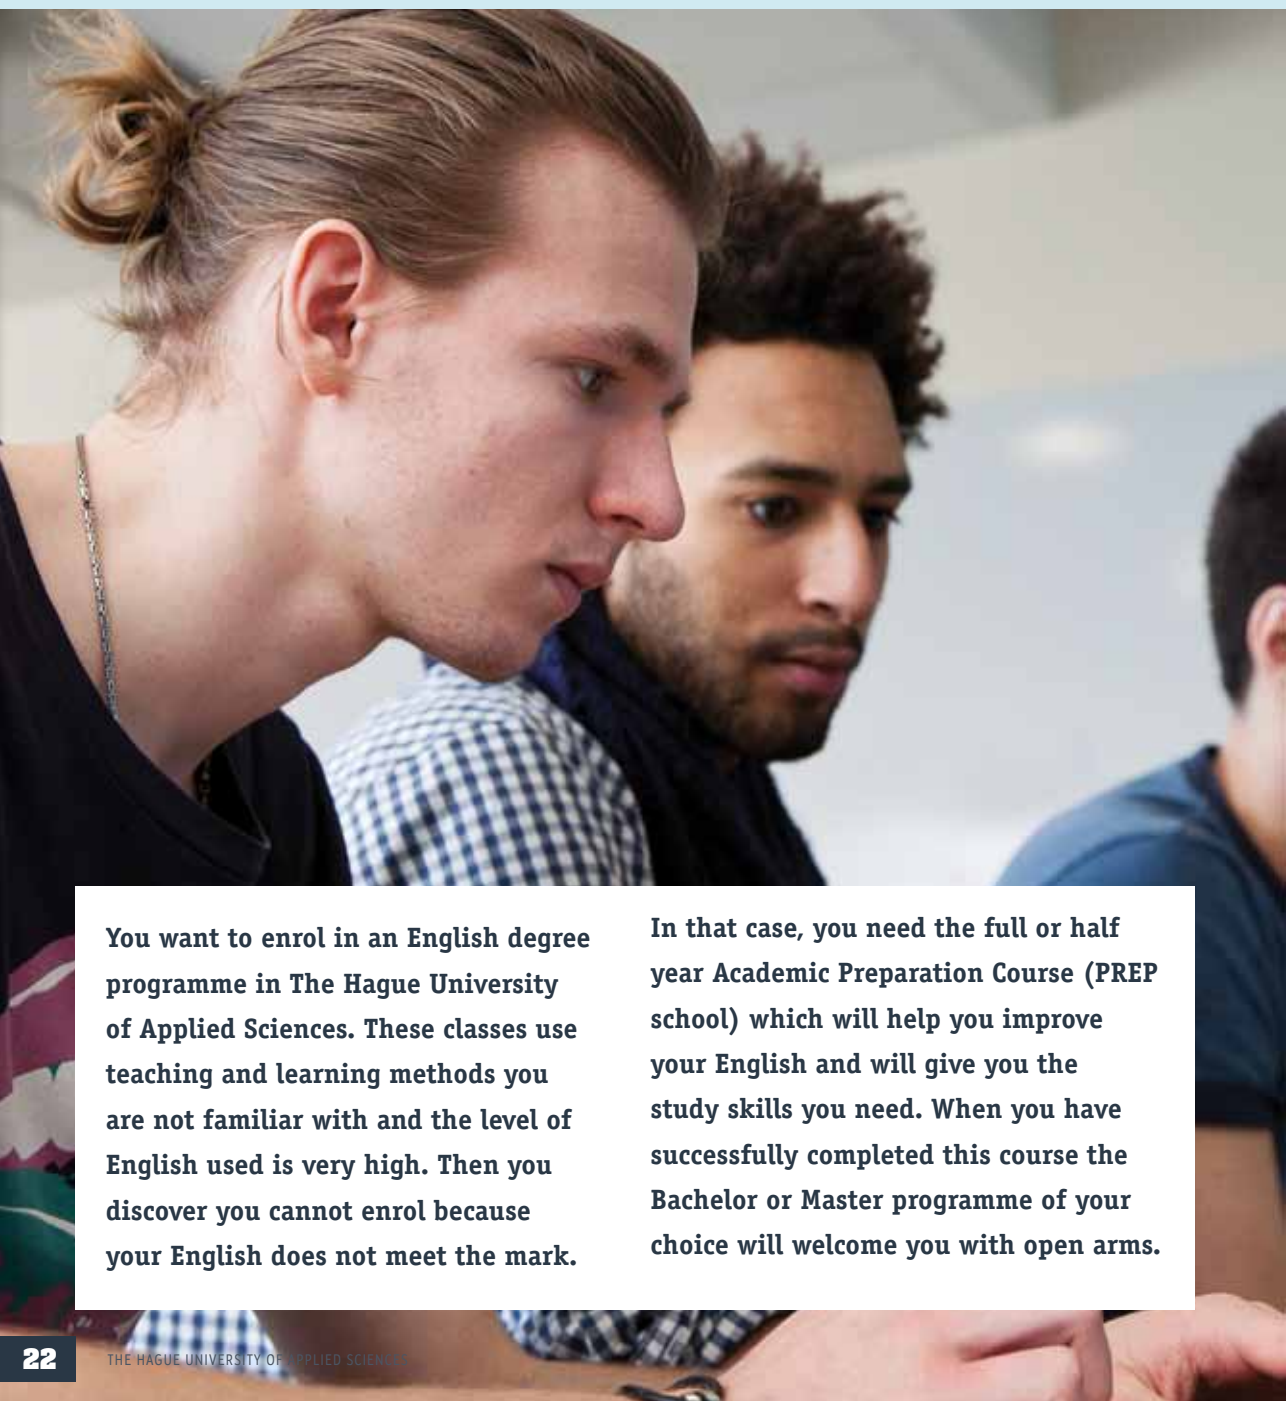 You want to enrol in an English degree
programme in The Hague University
of Applied Sciences. These classes use
teaching and learning methods you
are not familiar with and the level of
English used is very high. Then you
discover you cannot enrol because
your English does not meet the mark.
In that case, you need the full or half
year Academic Preparation Course (PREP
school) which will help you improve
your English and will give you the
study skills you need. When you have
successfully completed this course the
Bachelor or Master programme of your
choice will welcome you with open arms.
22
THE HAGUE UNIVERSITY OF APPLIED SCIENCES